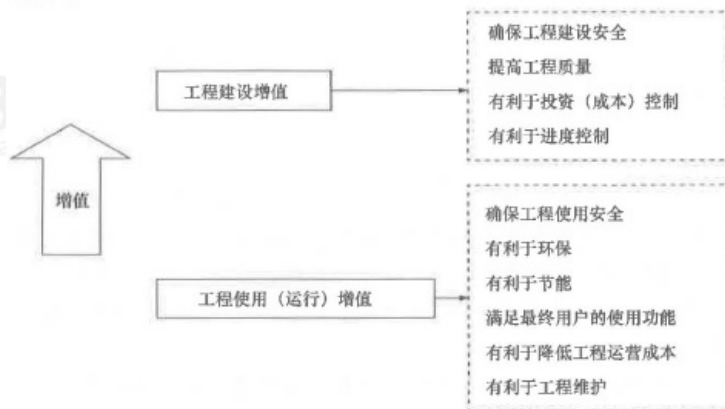 增值
工程建设增值
确保工程建设安全
提高工程质量
有利于投资（成本）控制
有利于进度控制
工程使用（运行）增值
确保工程使用安全
有利于环保
有利于节能
满足最终用户的使用功能
有利于降低工程运营成本
有利于工程维护